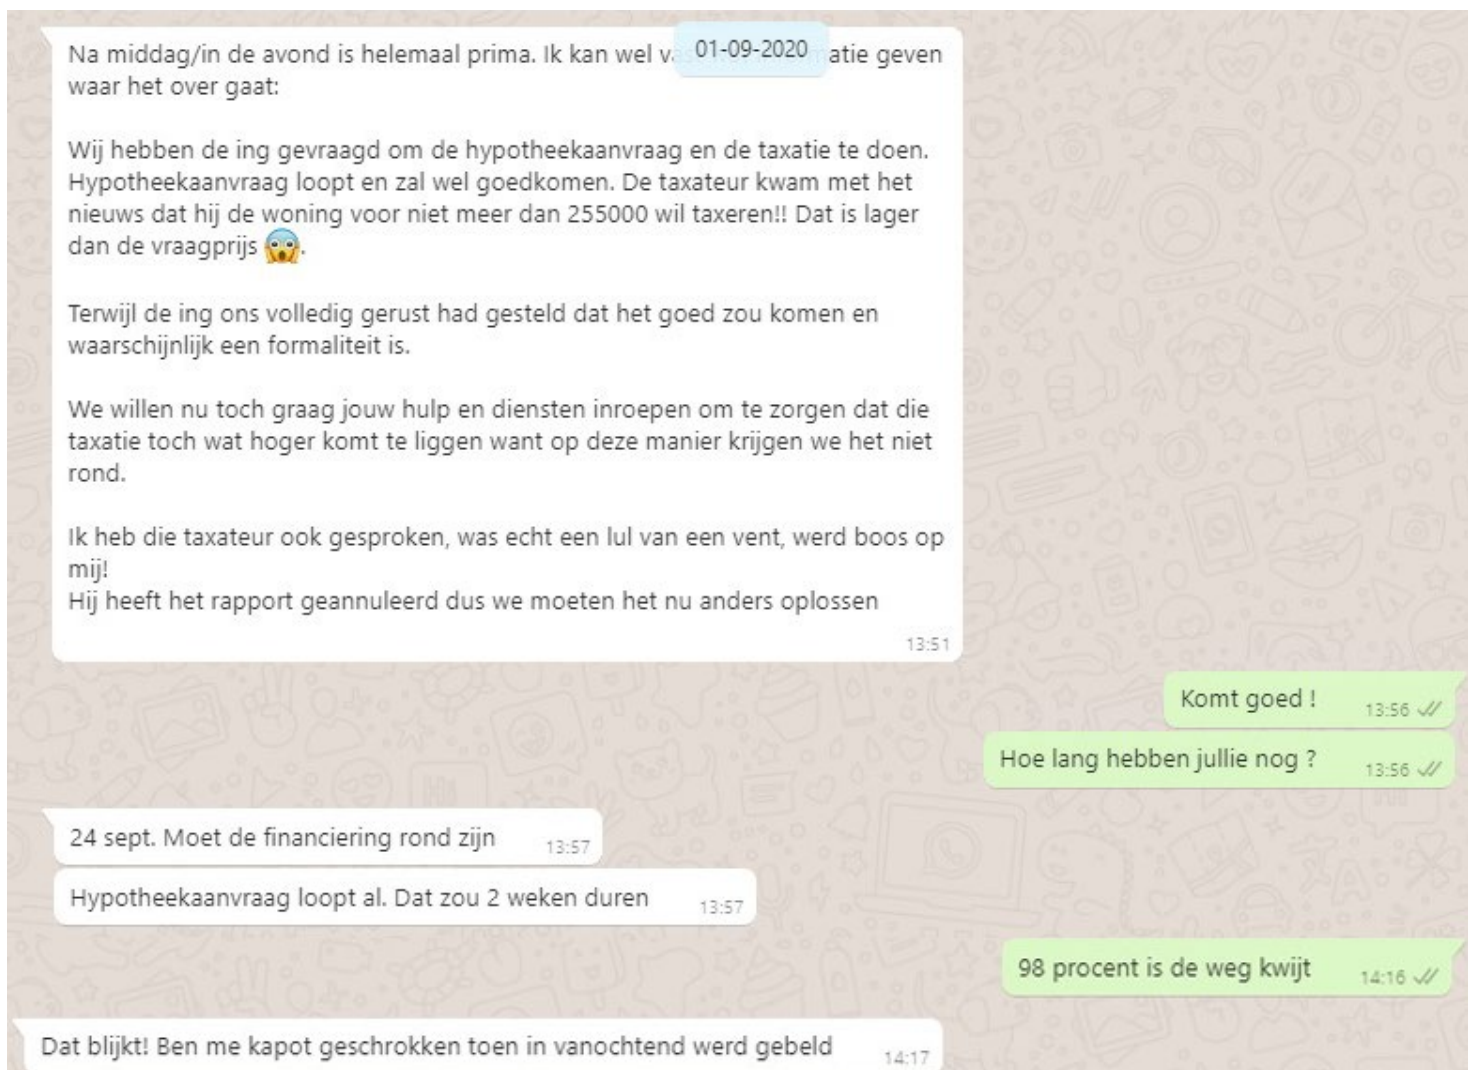 01-09-2020
Na middag/in de avond is helemaal prima. Ik kan wel atie geven
waar het over gaat:
Wij hebben de ing gevraagd om de hypotheekaanvraag en de taxatie te doen.
Hypotheekaanvraag loopt en zal wel goedkomen. De taxateur kwam met het
nieuws dat hij de woning voor niet meer dan 255000 wil taxeren!! Dat is lager
dan de vraagprijs 😱.
Terwijl de ing ons volledig gerust had gesteld dat het goed zou komen en
waarschijnlijk een formaliteit is.
We willen nu toch graag jouw hulp en diensten inroepen om te zorgen dat die
taxatie toch wat hoger komt te liggen want op deze manier krijgen we het niet
rond.
Ik heb die taxateur ook gesproken, was echt een lul van een vent, werd boos op
mij!
Hij heeft het rapport geannuleerd dus we moeten het nu anders oplossen
13:51
Komt goed ! 13:56
Hoe lang hebben jullie nog ? 13:56
24 sept. Moet de financiering rond zijn 13:57
Hypotheekaanvraag loopt al. Dat zou 2 weken duren 13:57
98 procent is de weg kwijt 14:16
Dat blijkt! Ben me kapot geschrokken toen in vanochtend werd gebeld 14:17